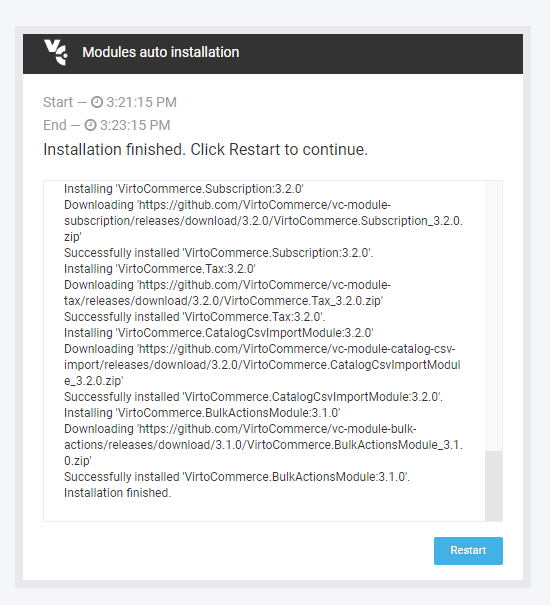 Modules auto installation
Start — 3:21:15 PM
End — 3:23:15 PM
Installation finished. Click Restart to continue.
Installing 'VirtoCommerce.Subscription:3.2.0'
Downloading 'https://github.com/VirtoCommerce/vc-module-
subscription/releases/download/3.2.0/VirtoCommerce.Subscription_3.2.0.
zip'
Successfully installed 'VirtoCommerce.Subscription:3.2.0'.
Installing 'VirtoCommerce.Tax:3.2.0'
Downloading 'https://github.com/VirtoCommerce/vc-module-
tax/releases/download/3.2.0/VirtoCommerce.Tax_3.2.0.zip'
Successfully installed 'VirtoCommerce.Tax:3.2.0'.
Installing 'VirtoCommerce.CatalogCsvImportModule:3.2.0'
Downloading 'https://github.com/VirtoCommerce/vc-module-catalog-csv-
import/releases/download/3.2.0/VirtoCommerce.CatalogCsvImportModul
e_3.2.0.zip'
Successfully installed 'VirtoCommerce.CatalogCsvImportModule:3.2.0'.
Installing 'VirtoCommerce.BulkActionsModule:3.1.0'
Downloading 'https://github.com/VirtoCommerce/vc-module-bulk-
actions/releases/download/3.1.0/VirtoCommerce.BulkActionsModule_3.1.
0.zip'
Successfully installed 'VirtoCommerce.BulkActionsModule:3.1.0'.
Installation finished.
Restart